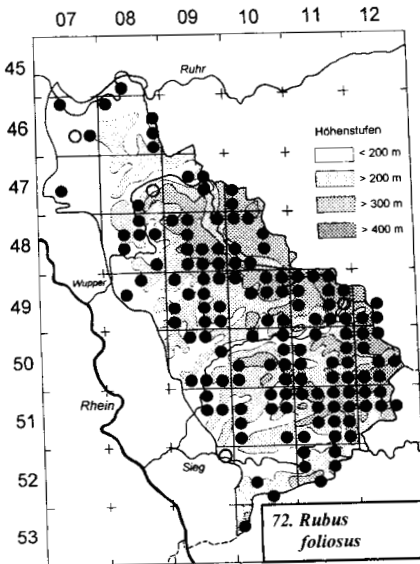 07 08 09 10 11 12
45
Ruhr
46
Höhenstufen
< 200 m
> 200 m
47
> 300 m
> 400 m
48
Wupper
49
50
Rhein
51
Sieg
52
72. Rubus
foliosus
53